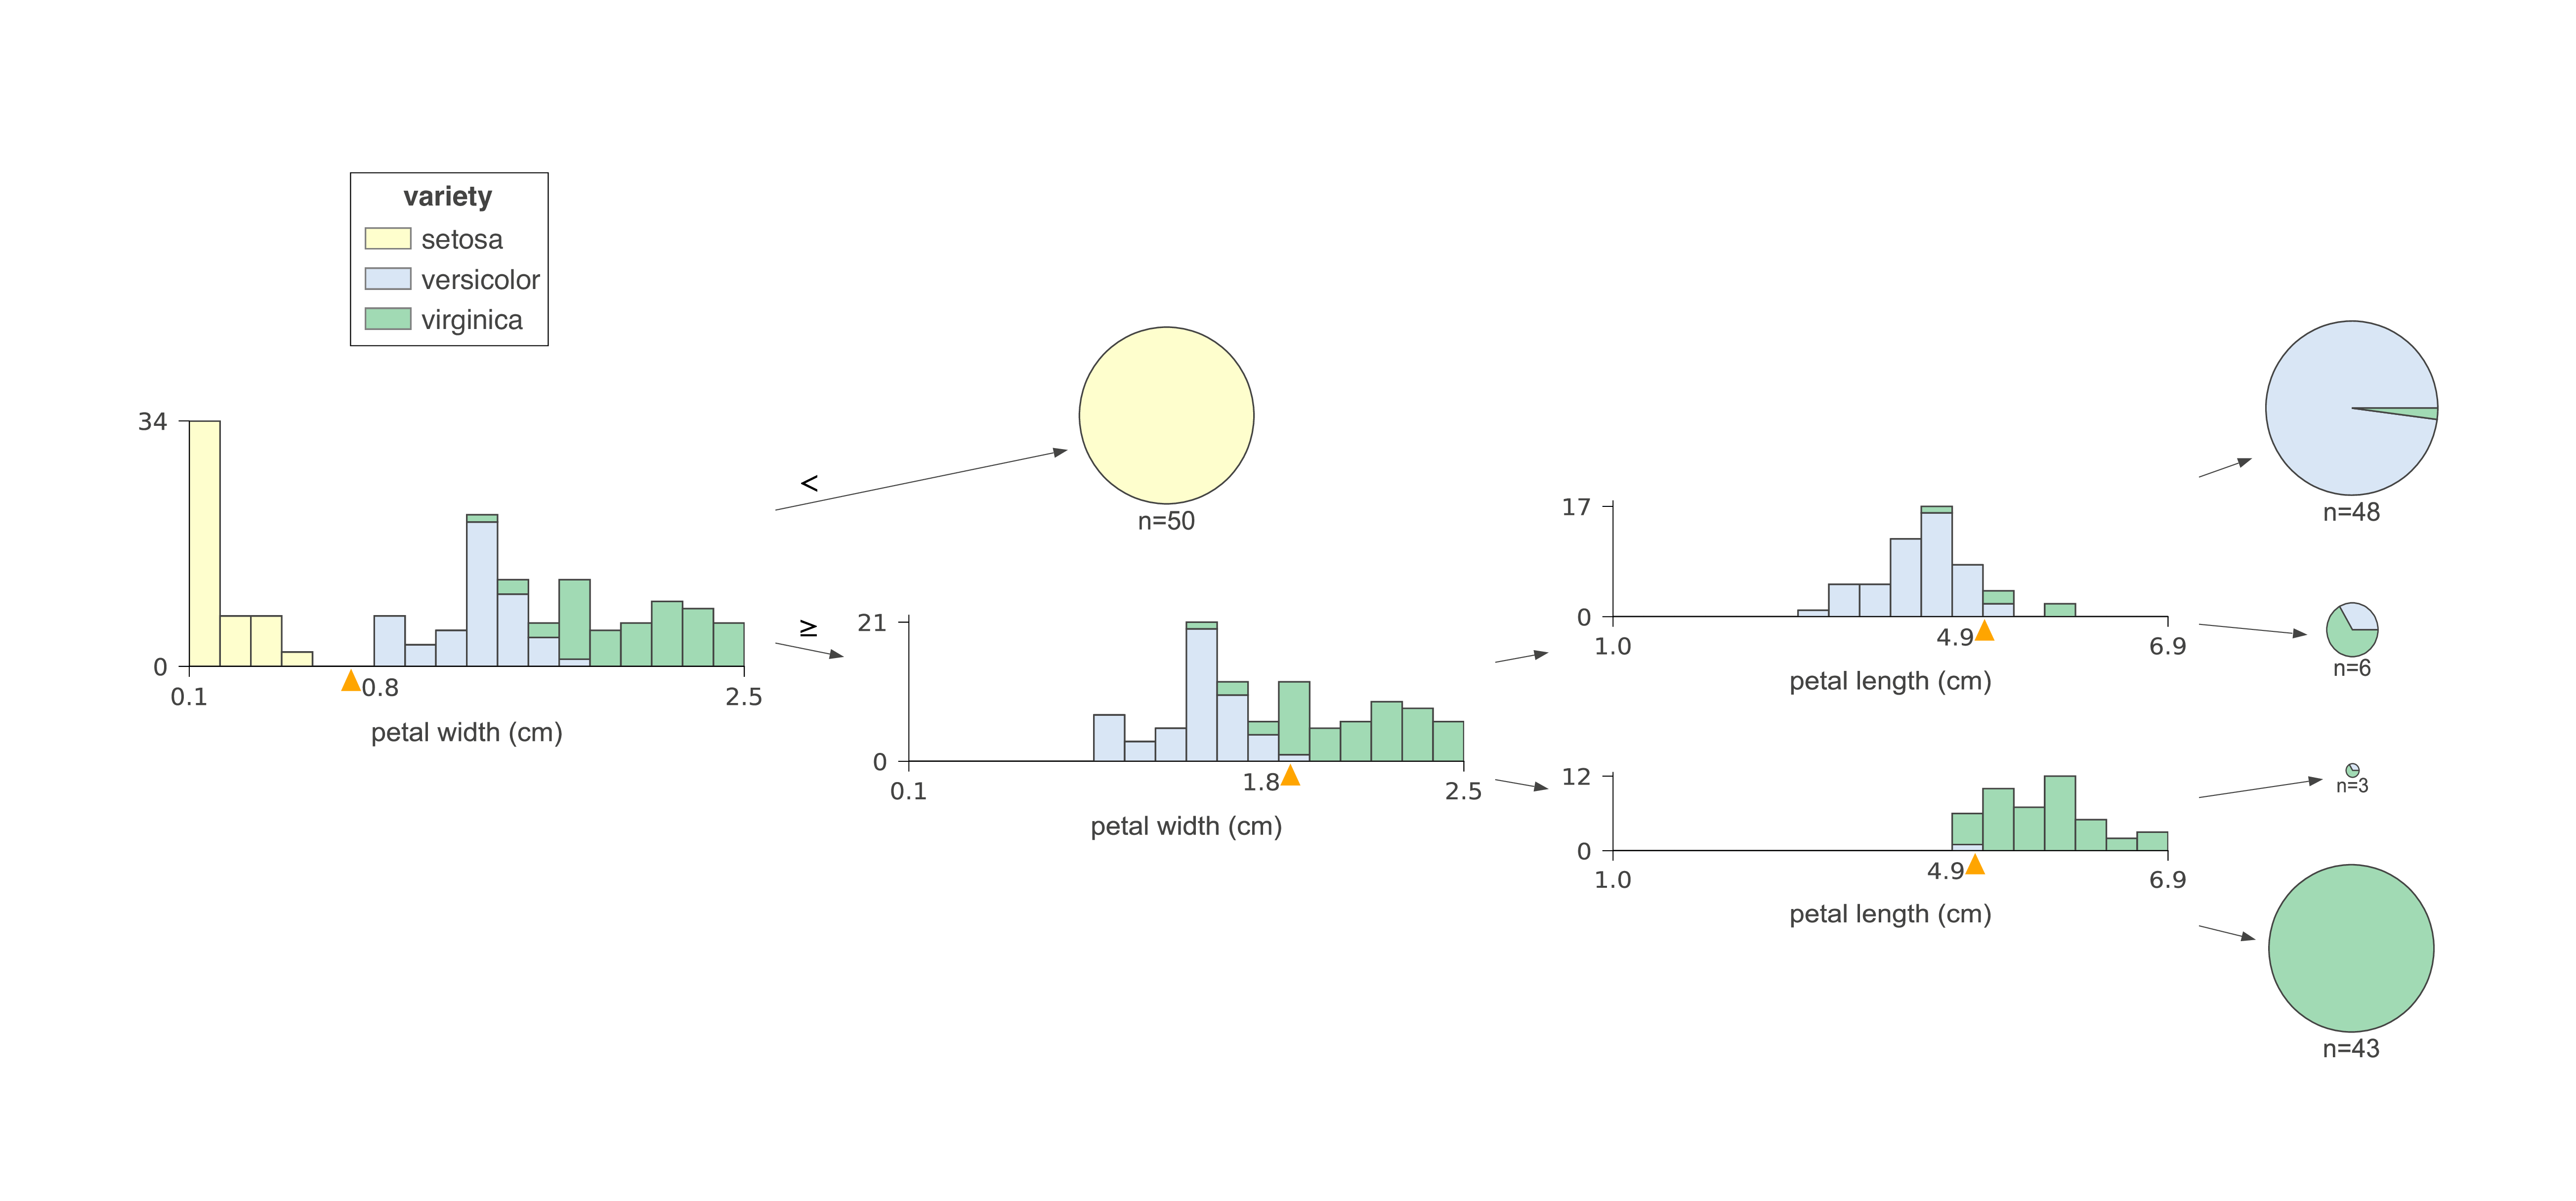 variety
setosa
versicolor
virginica
34
0
0.1
0.8
2.5
petal width (cm)
<
≥
n=50
21
0
0.1
1.8
2.5
petal width (cm)
17
0
1.0
4.9
6.9
petal length (cm)
12
0
1.0
4.9
6.9
petal length (cm)
n=48
n=6
n=3
n=43